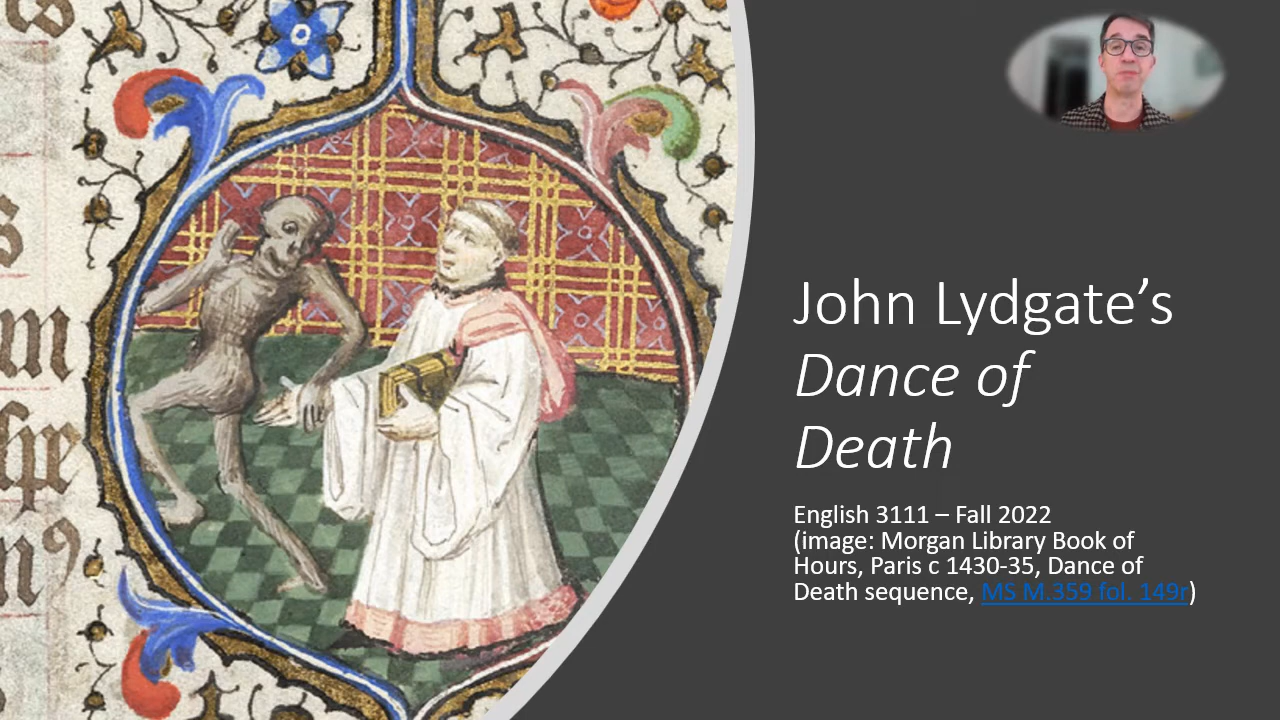 John Lydgate’s
Dance of
Death
English 3111 – Fall 2022
(image: Morgan Library Book of
Hours, Paris c 1430-35, Dance of
Death sequence, MS M.359 fol. 149r)